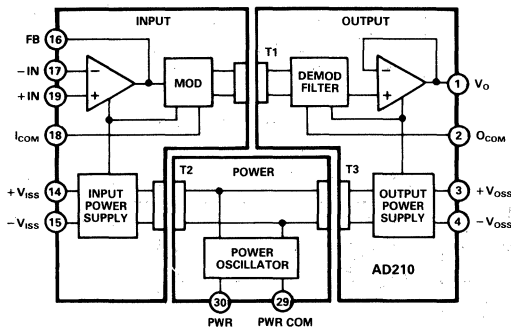 INPUT
OUTPUT
FB 16
-IN 17
+IN 19
ICOM 18
MOD
T1
DEMOD
FILTER
1 VO
2 OCOM
+VISS 14
-VISS 15
INPUT
POWER
SUPPLY
T2
POWER
T3
OUTPUT
POWER
SUPPLY
3 +VOSS
4 -VOSS
POWER
OSCILLATOR
AD210
30
29
PWR
PWR COM